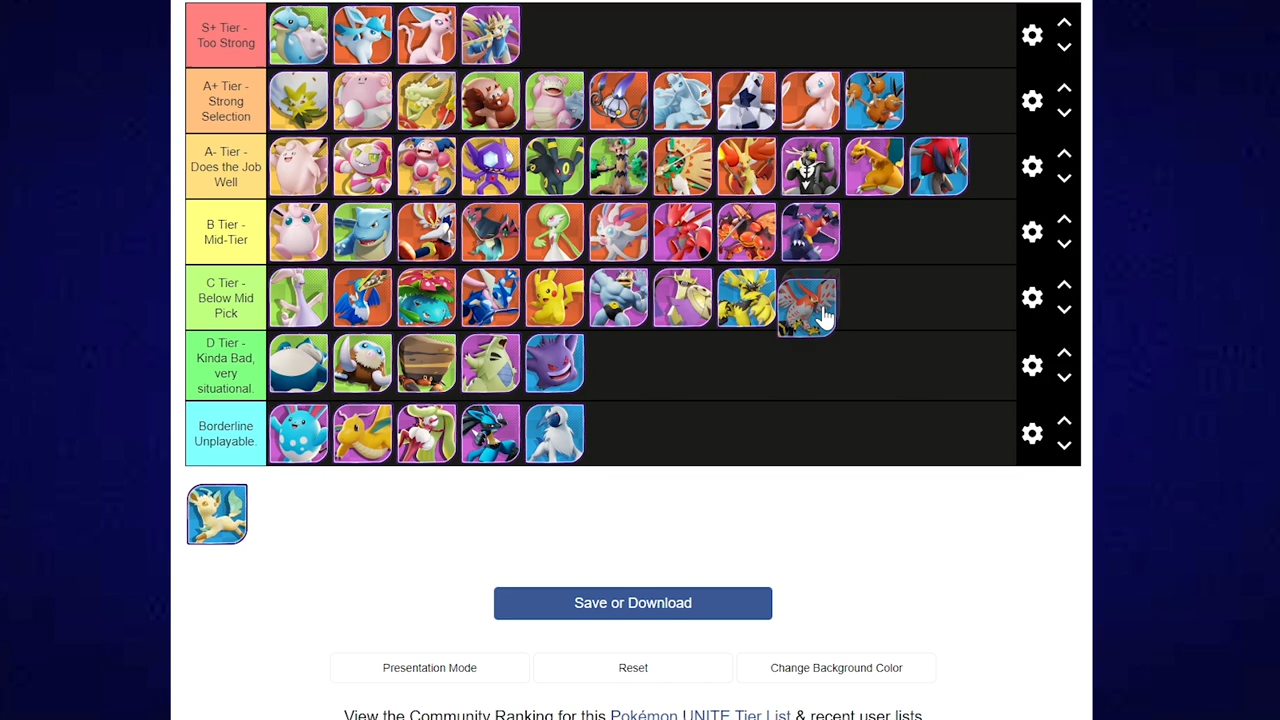 S+ Tier -
Too Strong
A+ Tier -
Strong
Selection
A- Tier -
Does the Job
Well
B Tier -
Mid-Tier
C Tier -
Below Mid
Pick
D Tier -
Kinda Bad,
very
situational.
Borderline
Unplayable.
Save or Download
Presentation Mode
Reset
Change Background Color
View the Community Ranking for this Pokémon UNITE Tier List & recent user lists